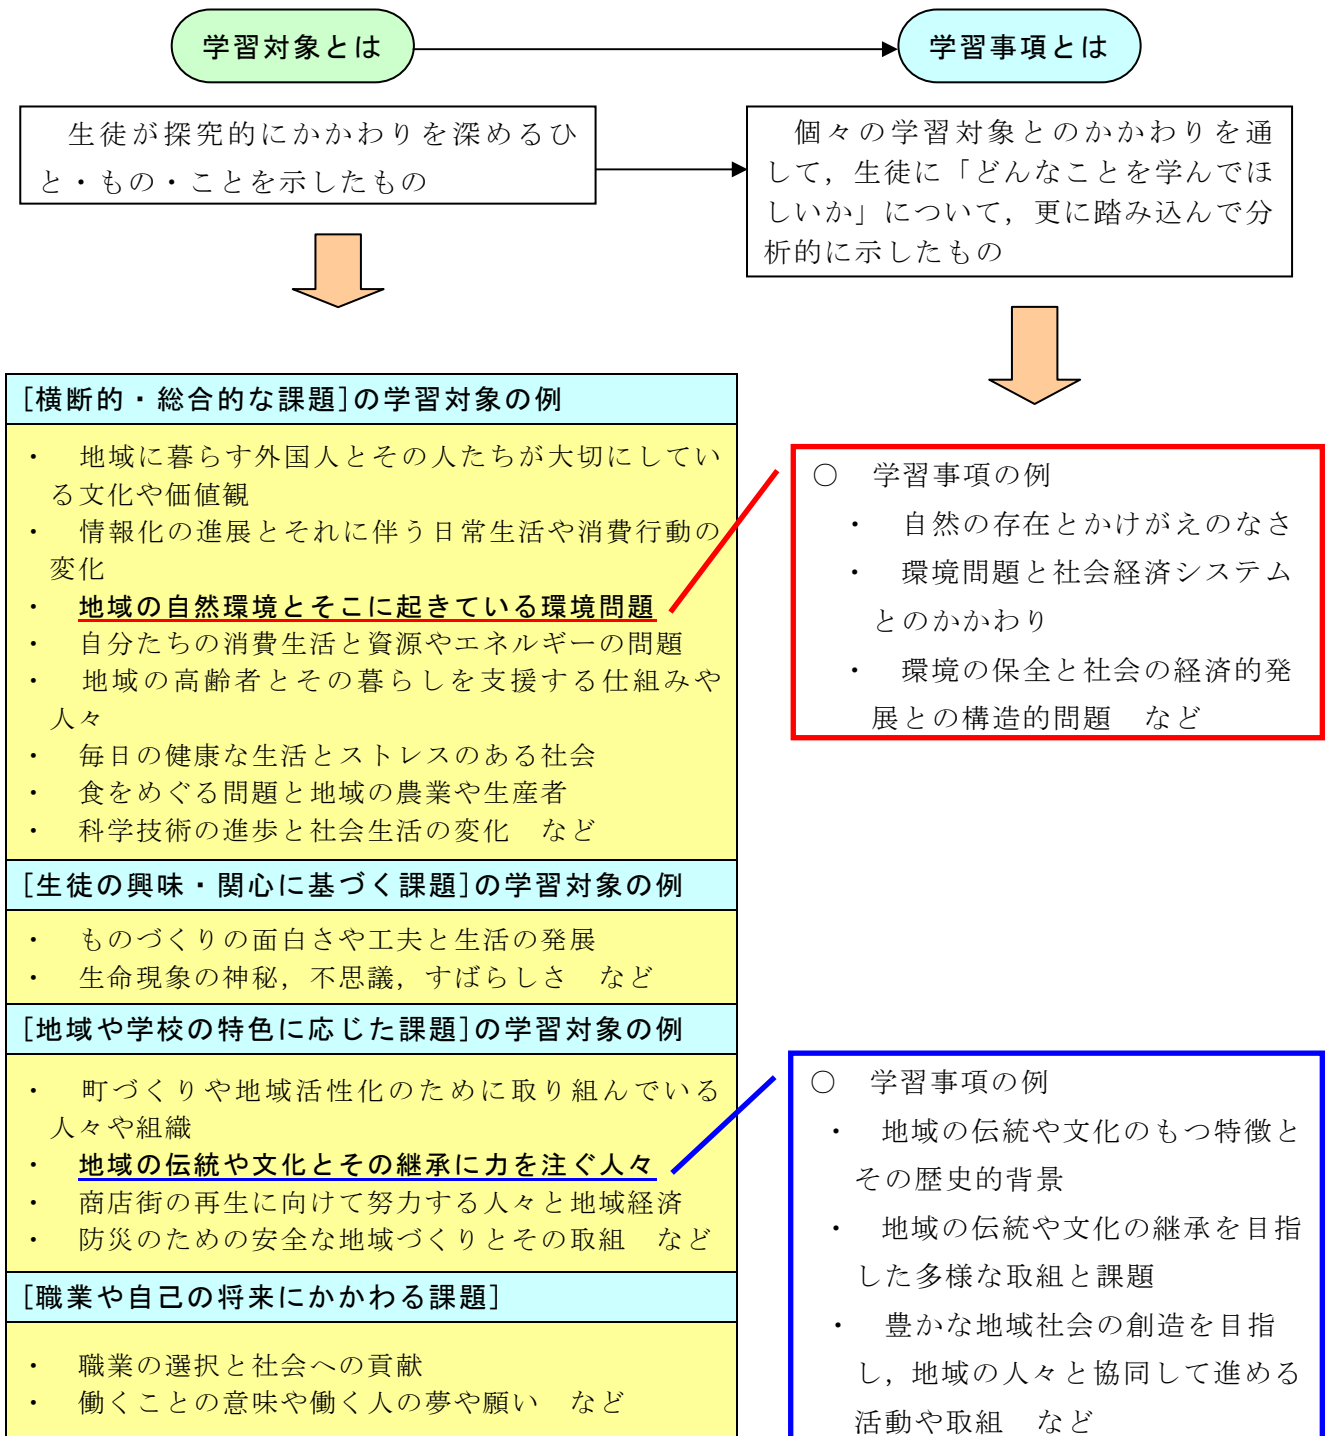 学習対象とは
学習事項とは
生徒が探究的にかかわりを深めるひ
と・もの・ことを示したもの
個々の学習対象とのかかわりを通
して，生徒に「どんなことを学んでほ
しいか」について，更に踏み込んで分
析的に示したもの
[横断的・総合的な課題]の学習対象の例
・　地域に暮らす外国人とその人たちが大切にしてい
る文化や価値観
・　情報化の進展とそれに伴う日常生活や消費行動の
変化
・　地域の自然環境とそこに起きている環境問題
・　自分たちの消費生活と資源やエネルギーの問題
・　地域の高齢者とその暮らしを支援する仕組みや
人々
・　毎日の健康な生活とストレスのある社会
・　食をめぐる問題と地域の農業や生産者
・　科学技術の進歩と社会生活の変化　など
[生徒の興味・関心に基づく課題]の学習対象の例
・　ものづくりの面白さや工夫と生活の発展
・　生命現象の神秘，不思議，すばらしさ　など
[地域や学校の特色に応じた課題]の学習対象の例
・　町づくりや地域活性化のために取り組んでいる
人々や組織
・　地域の伝統や文化とその継承に力を注ぐ人々
・　商店街の再生に向けて努力する人々と地域経済
・　防災のための安全な地域づくりとその取組　など
[職業や自己の将来にかかわる課題]
・　職業の選択と社会への貢献
・　働くことの意味や働く人の夢や願い　など
○　学習事項の例
・　自然の存在とかけがえのなさ
・　環境問題と社会経済システム
とのかかわり
・　環境の保全と社会の経済的発
展との構造的問題　など
○　学習事項の例
・　地域の伝統や文化のもつ特徴と
その歴史的背景
・　地域の伝統や文化の継承を目指
した多様な取組と課題
・　豊かな地域社会の創造を目指
し，地域の人々と協同して進める
活動や取組　など